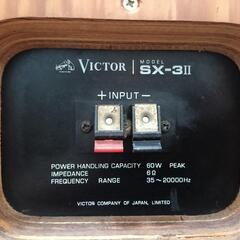 VICTOR MODEL SX-3II
+INPUT-
POWER HANDLING CAPACITY 60W PEAK
IMPEDANCE 6Ω
FREQUENCY RANGE 35~20000Hz
VICTOR COMPANY OF JAPAN, LIMITED